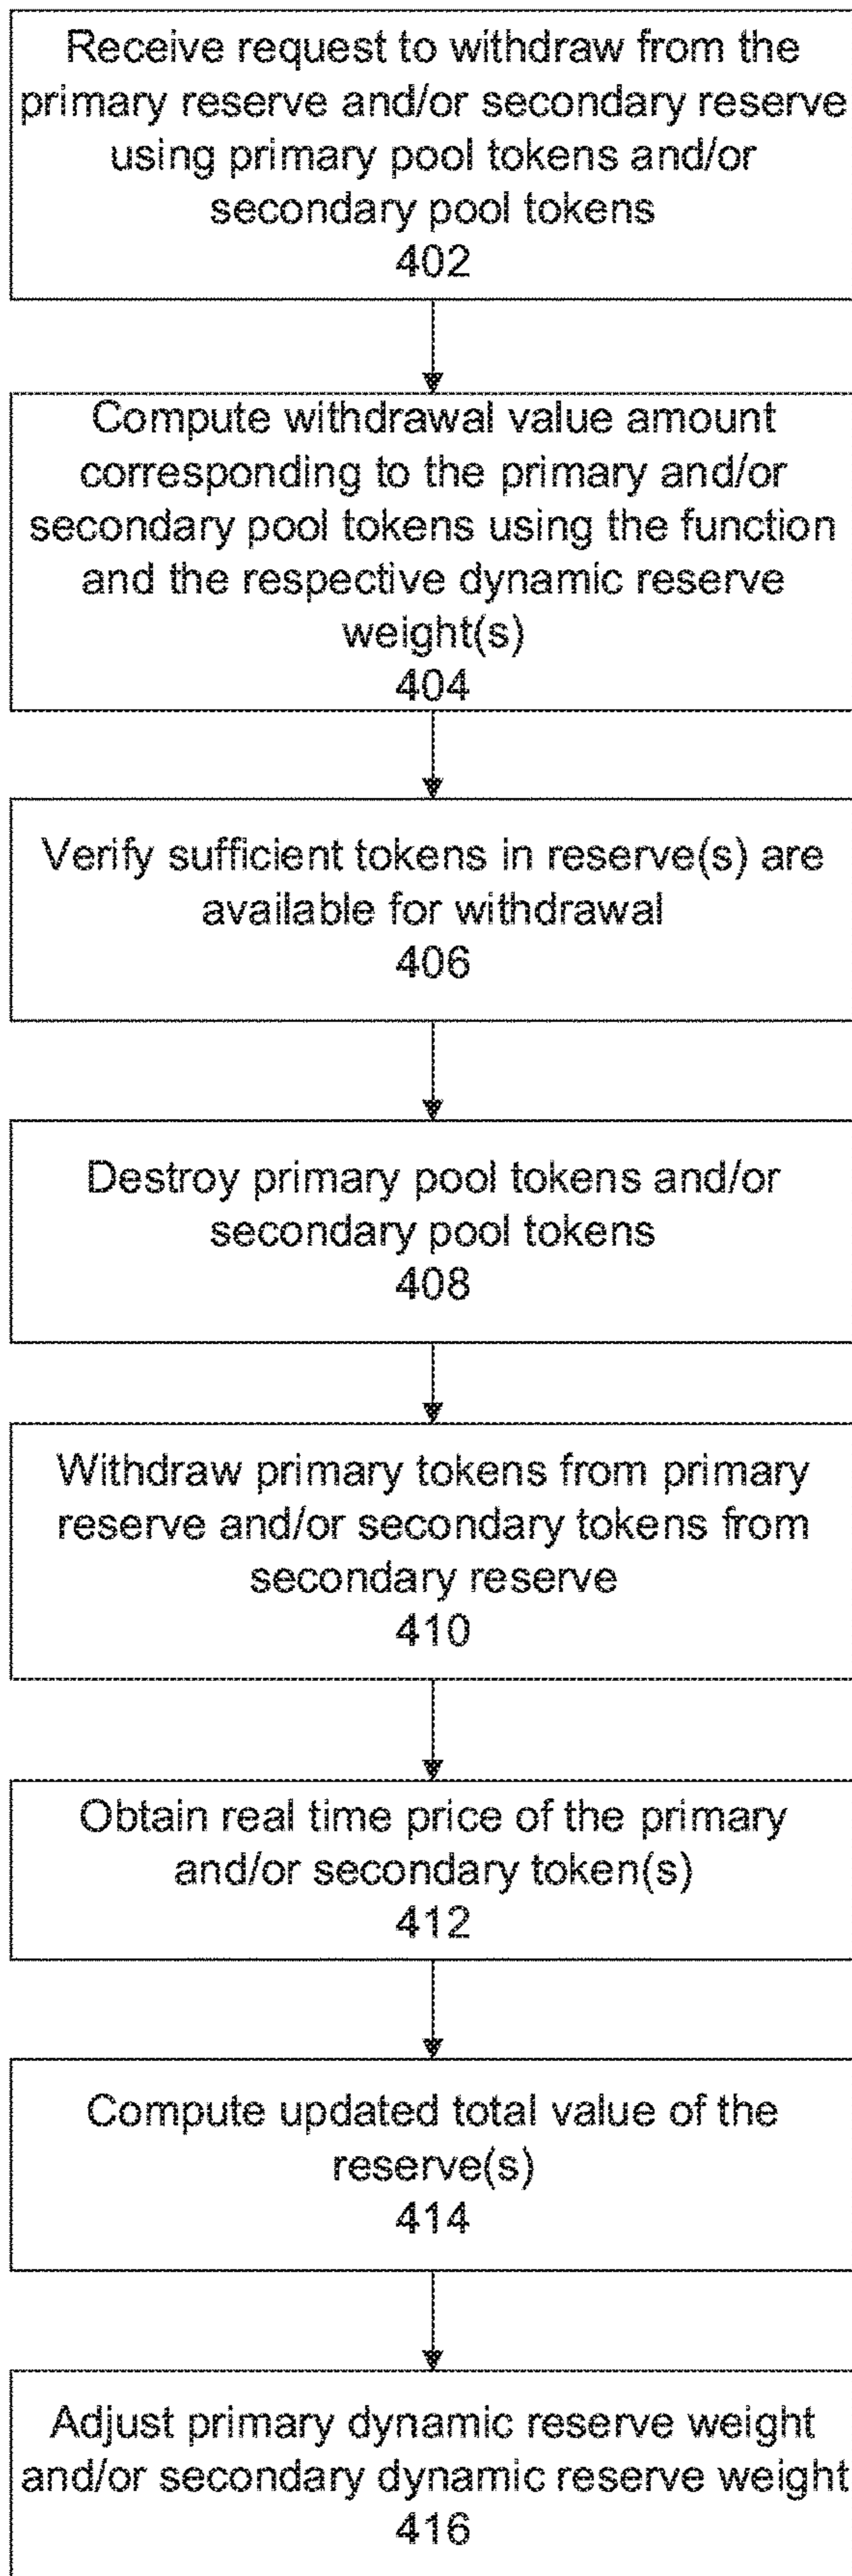 Receive request to withdraw from the
primary reserve and/or secondary reserve
using primary pool tokens and/or
secondary pool tokens
402
Compute withdrawal value amount
corresponding to the primary and/or
secondary pool tokens using the function
and the respective dynamic reserve
weight(s)
404
Verify sufficient tokens in reserve(s) are
available for withdrawal
406
Destroy primary pool tokens and/or
secondary pool tokens
408
Withdraw primary tokens from primary
reserve and/or secondary tokens from
secondary reserve
410
Obtain real time price of the primary
and/or secondary token(s)
412
Compute updated total value of the
reserve(s)
414
Adjust primary dynamic reserve weight
and/or secondary dynamic reserve weight
416